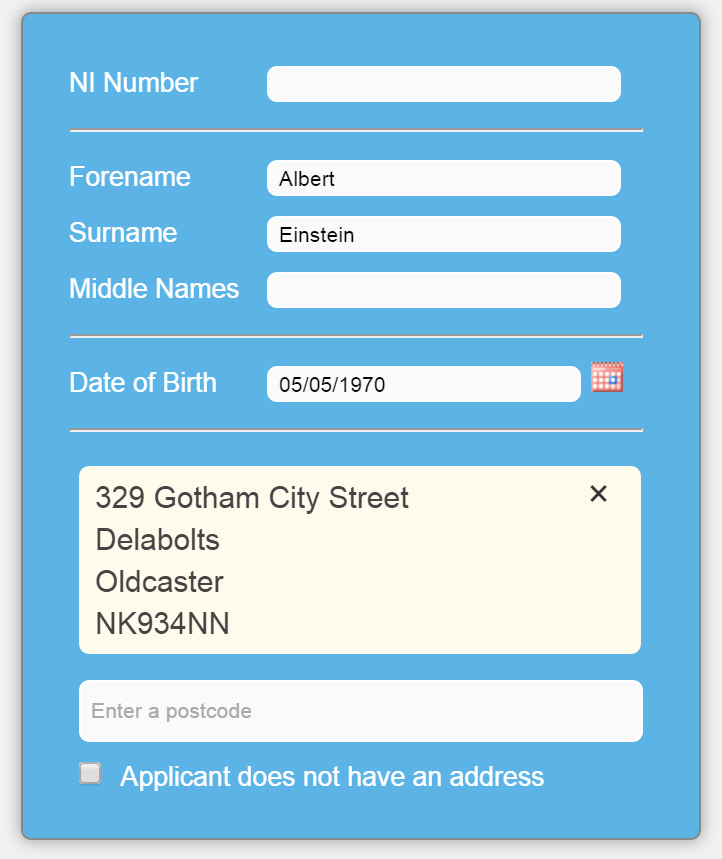 NI Number
Forename Albert
Surname Einstein
Middle Names
Date of Birth 05/05/1970
329 Gotham City Street
Delabolts
Oldcaster
NK934NN
Enter a postcode
Applicant does not have an address